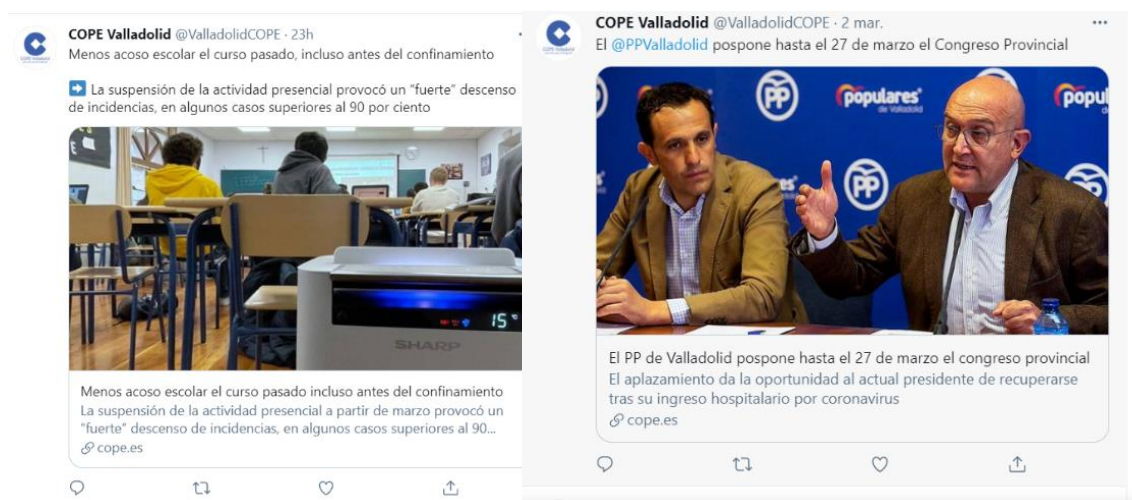 COPE Valladolid @ValladolidCOPE · 23h
Menos acoso escolar el curso pasado, incluso antes del confinamiento
➡️ La suspensión de la actividad presencial provocó un "fuerte" descenso
de incidencias, en algunos casos superiores al 90 por ciento
15°
SHARP
Menos acoso escolar el curso pasado incluso antes del confinamiento
La suspensión de la actividad presencial a partir de marzo provocó un
"fuerte" descenso de incidencias, en algunos casos superiores al 90...
cope.es
COPE Valladolid @ValladolidCOPE · 2 mar.
El @PPValladolid pospone hasta el 27 de marzo el Congreso Provincial
PP
populares
de Valladolid
popul
PP
El PP de Valladolid pospone hasta el 27 de marzo el congreso provincial
El aplazamiento da la oportunidad al actual presidente de recuperarse
tras su ingreso hospitalario por coronavirus
cope.es